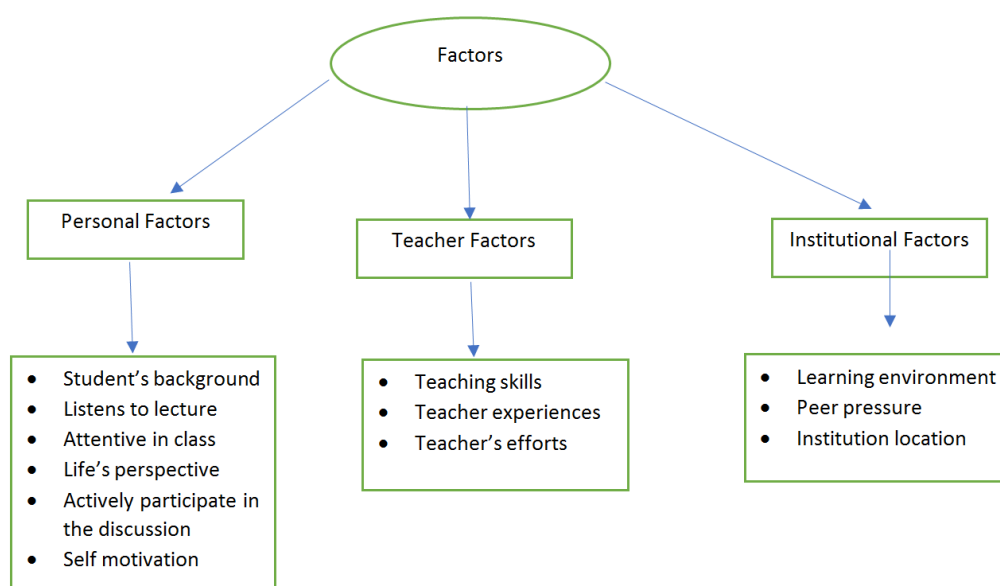 Factors
Personal Factors
Teacher Factors
Institutional Factors
• Student’s background
• Listens to lecture
• Attentive in class
• Life’s perspective
• Actively participate in
the discussion
• Self motivation
• Teaching skills
• Teacher experiences
• Teacher’s efforts
• Learning environment
• Peer pressure
• Institution location